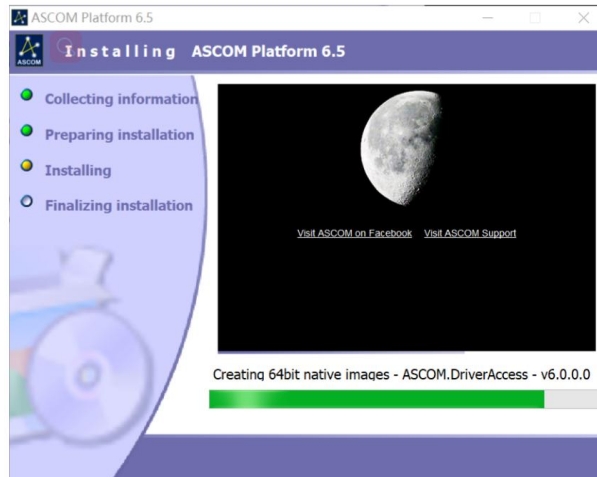 ASCOM Platform 6.5
ASCOM
Installing ASCOM Platform 6.5
Collecting information
Preparing installation
Installing
Finalizing installation
Visit ASCOM on Facebook Visit ASCOM Support
Creating 64bit native images - ASCOM.DriverAccess - v6.0.0.0